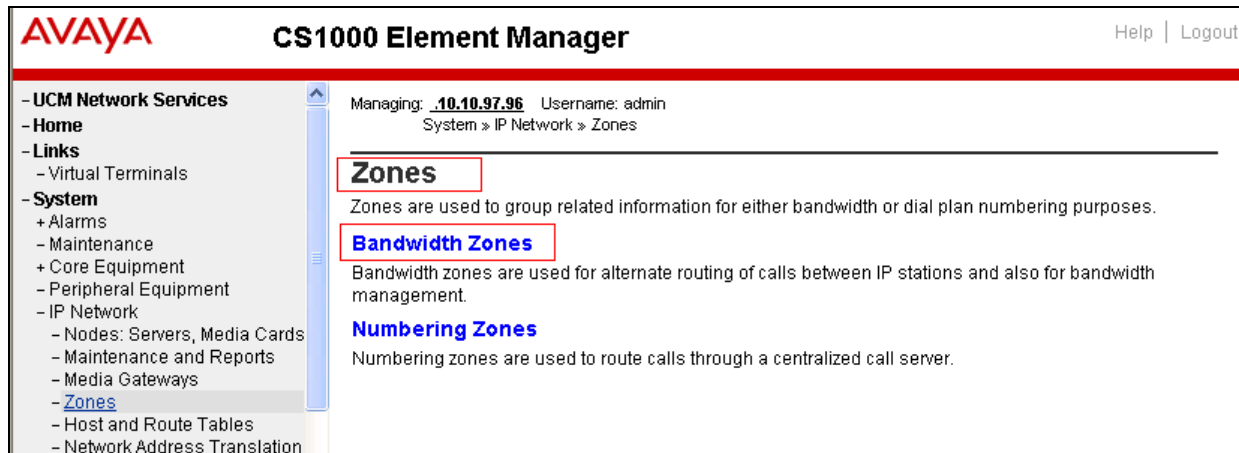 AVAYA
CS1000 Element Manager
Help | Logout
- UCM Network Services
- Home
- Links
- Virtual Terminals
- System
+ Alarms
- Maintenance
+ Core Equipment
- Peripheral Equipment
- IP Network
- Nodes: Servers, Media Cards
- Maintenance and Reports
- Media Gateways
- Zones
- Host and Route Tables
- Network Address Translation
Managing: .10.10.97.96 Username: admin
System » IP Network » Zones
Zones
Zones are used to group related information for either bandwidth or dial plan numbering purposes.
Bandwidth Zones
Bandwidth zones are used for alternate routing of calls between IP stations and also for bandwidth
management.
Numbering Zones
Numbering zones are used to route calls through a centralized call server.